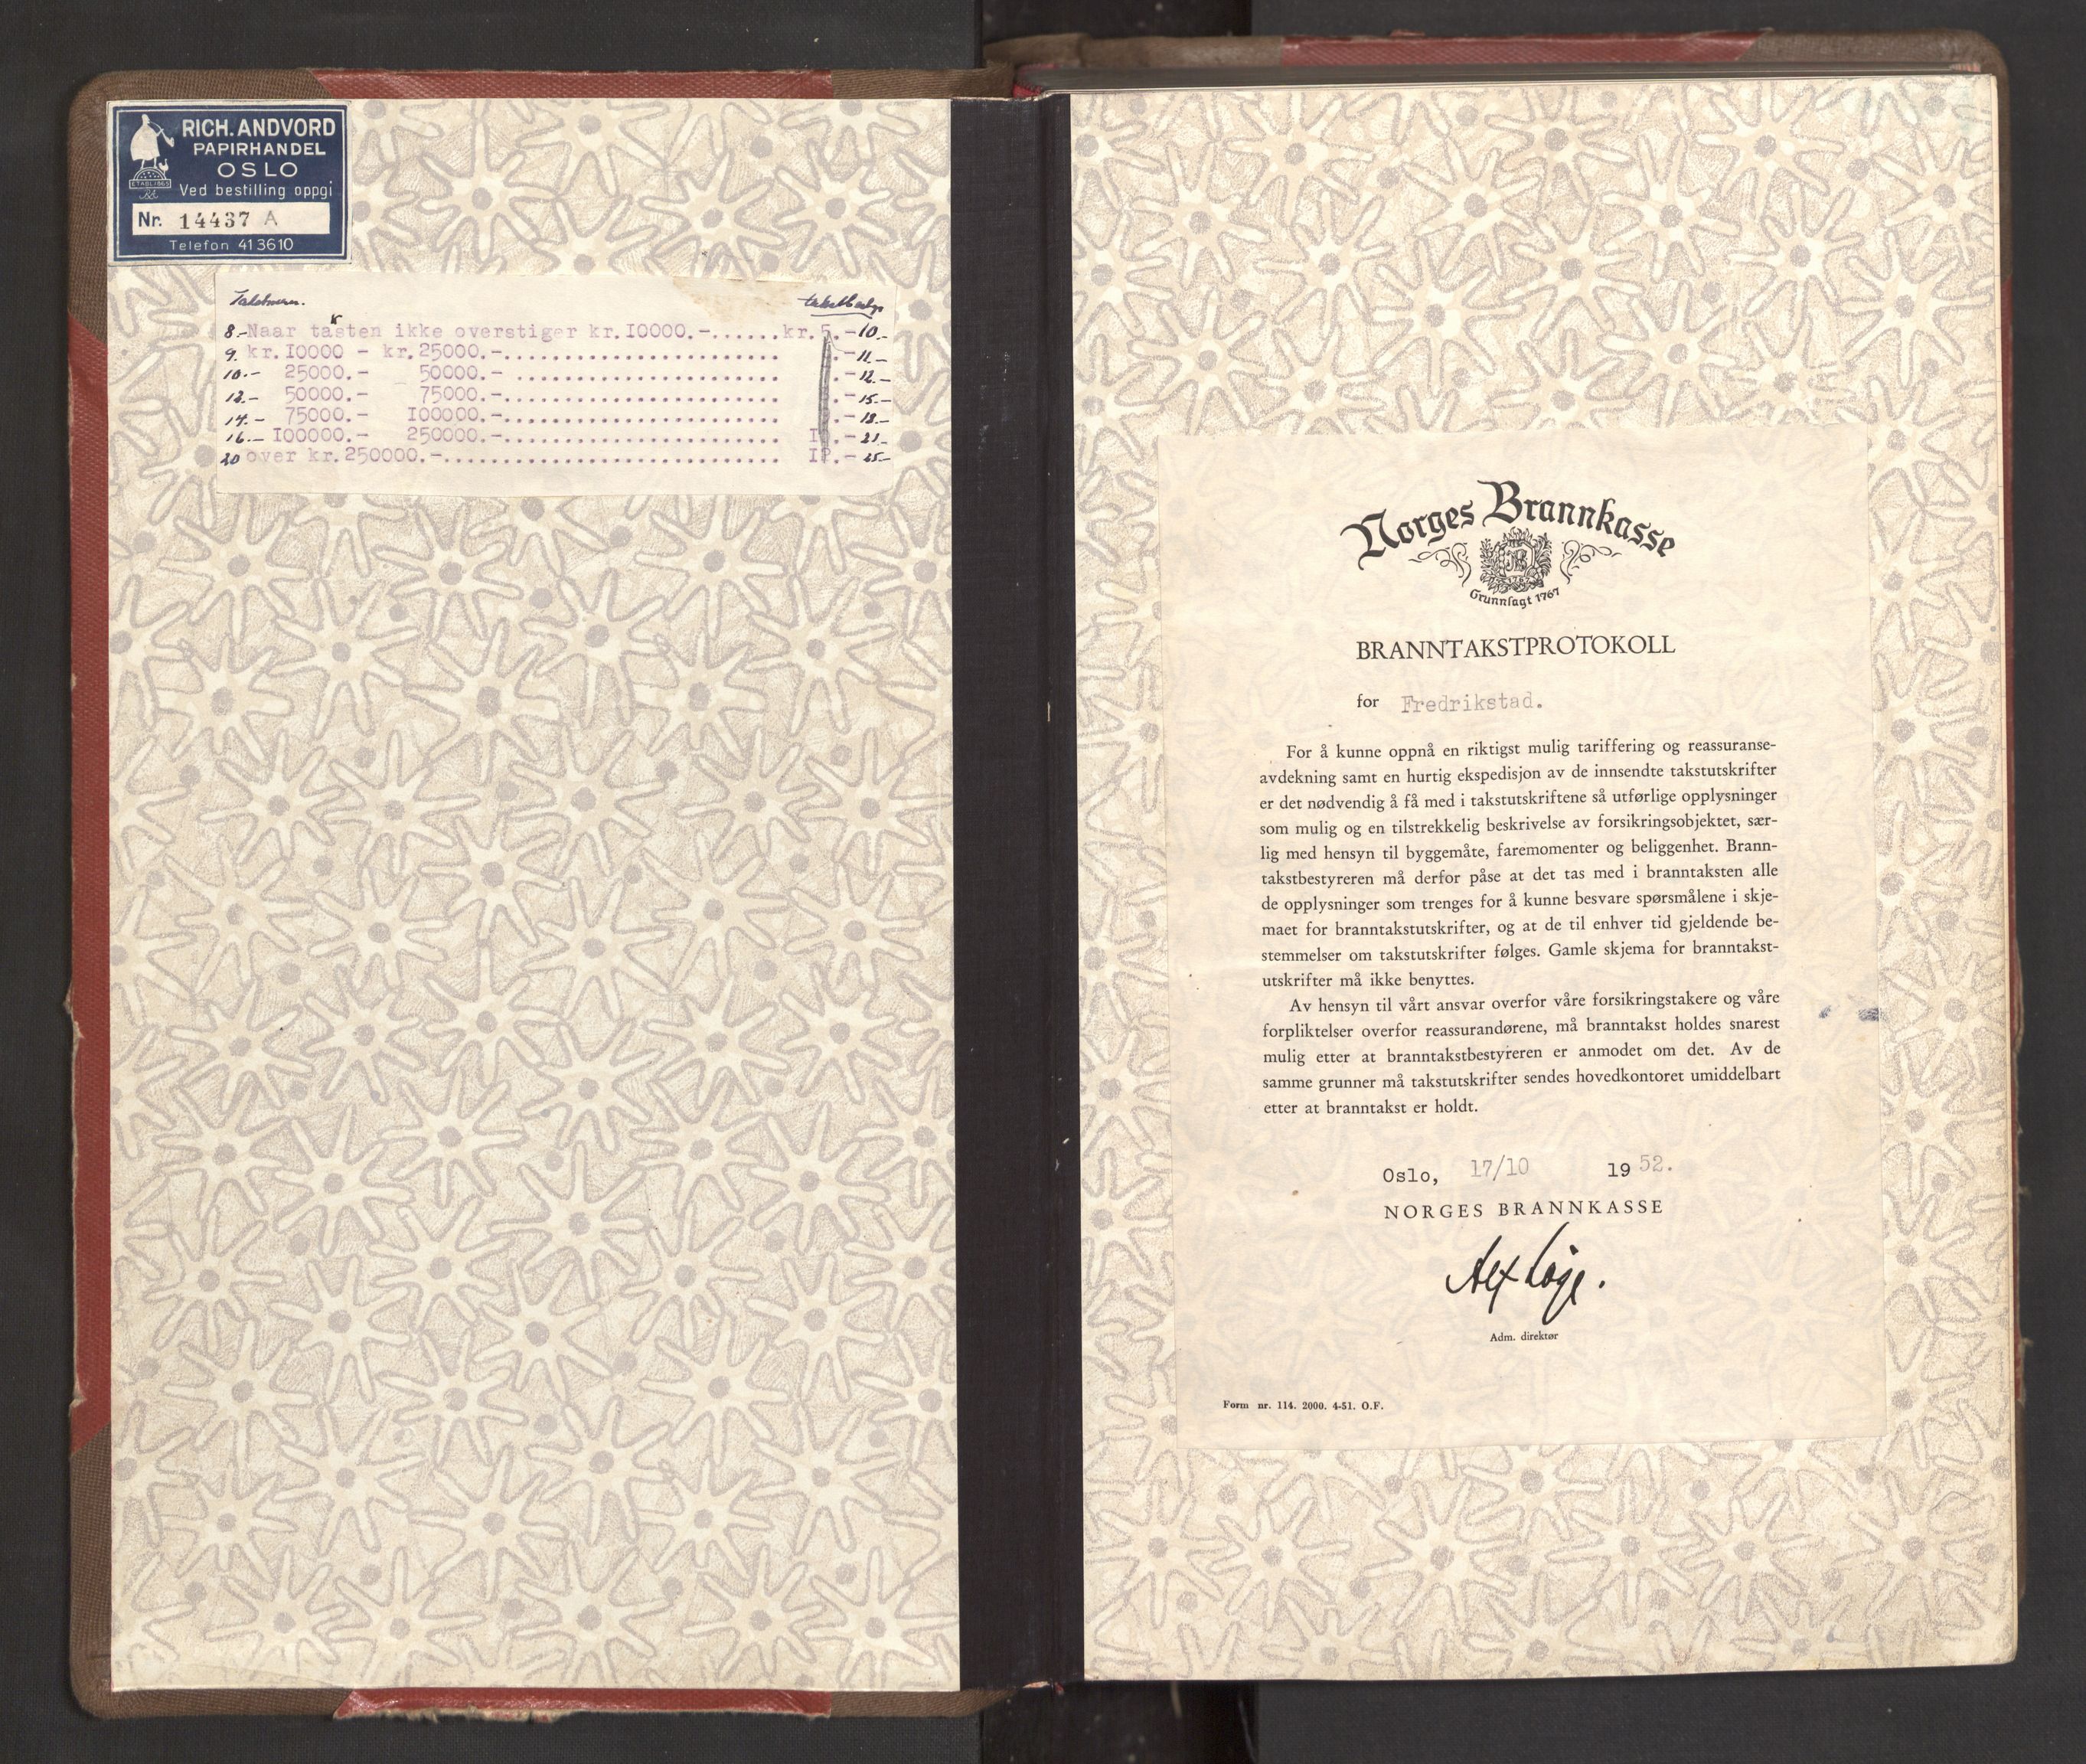 RICH. ANDVORD
PAPIRHANDEL
OSLO
ETABL. 1865
Ved bestilling oppgi
Nr. 14437 A
Telefon 413610
8.- Naar tasten ikke overstiger kr.I0000.-......kr. 5.- 10.-
9. kr.I0000 - kr.25000.-............................ .- 11.-
10.- 25000.- 50000.- ........................... .- 12.-
12.- 50000.- 75000.-............................ .- 15.-
14.- 75000.- I00000.-............................ .- 18.-
16.- I00000.- 250000.-............................ .- 21.-
20 over kr.250000.-................................. I2.- 25.-
Norges Brannkasse
Grunnlagt 1767
BRANNTAKSTPROTOKOLL
for Fredrikstad.
For å kunne oppnå en riktigst mulig tariffering og reassuranse-
avdekning samt en hurtig ekspedisjon av de innsendte takstutskrifter
er det nødvendig å få med i takstutskriftene så utførlige opplysninger
som mulig og en tilstrekkelig beskrivelse av forsikringsobjektet, sær-
lig med hensyn til byggemåte, faremomenter og beliggenhet. Brann-
takstbestyreren må derfor påse at det tas med i branntaksten alle
de opplysninger som trenges for å kunne besvare spørsmålene i skje-
maet for branntakstutskrifter, og at de til enhver tid gjeldende be-
stemmelser om takstutskrifter følges. Gamle skjema for branntakst-
utskrifter må ikke benyttes.
Av hensyn til vårt ansvar overfor våre forsikringstakere og våre
forpliktelser overfor reassurandørene, må branntakst holdes snarest
mulig etter at branntakstbestyreren er anmodet om det. Av de
samme grunner må takstutskrifter sendes hovedkontoret umiddelbart
etter at branntakst er holdt.
Oslo, 17/10 1952.
NORGES BRANNKASSE
Adm. direktør
Form nr. 114. 2000. 4-51. O.F.